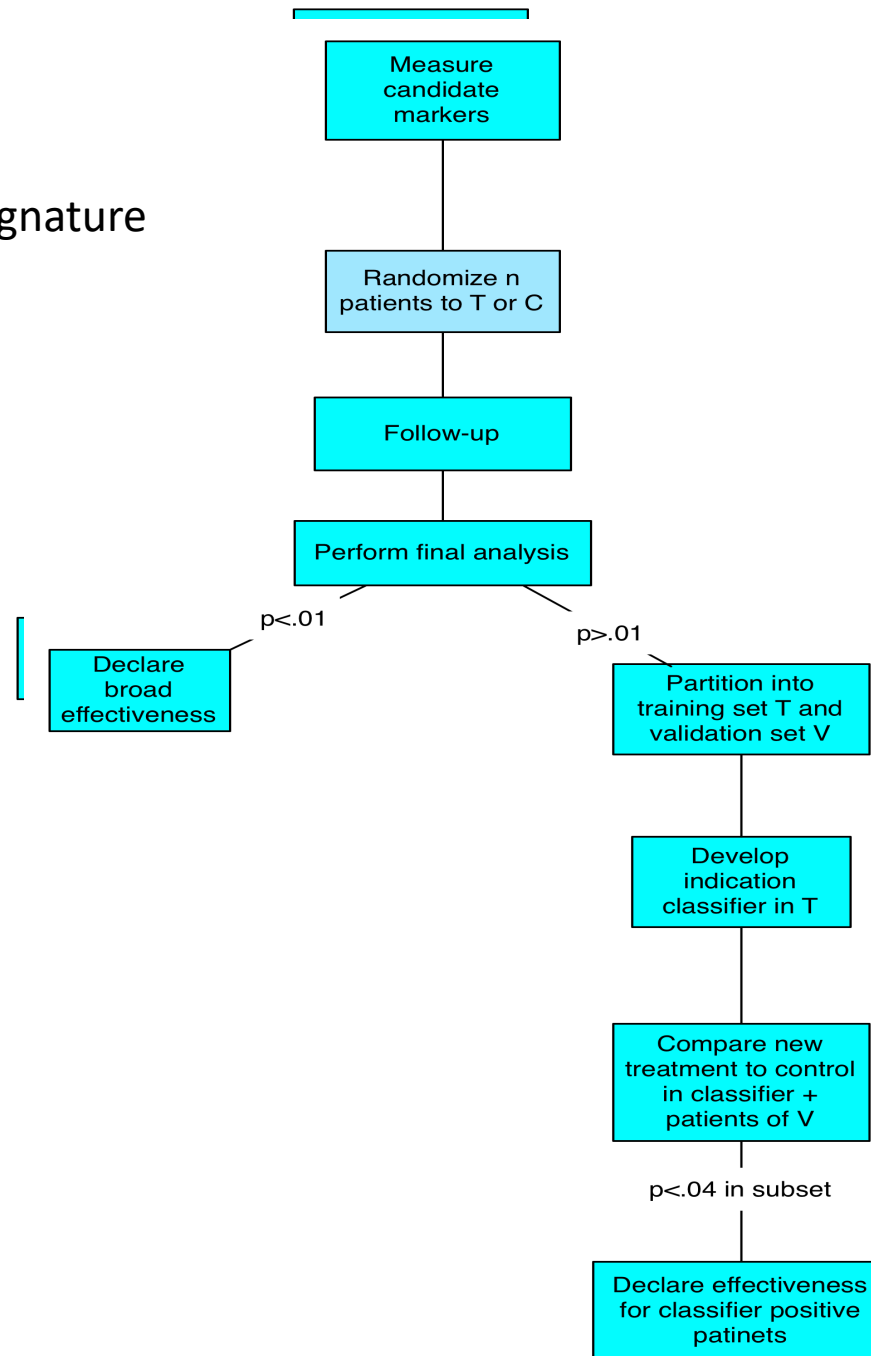 Measure
candidate
markers
gnature
Randomize n
patients to T or C
Follow-up
Perform final analysis
p<.01
p>.01
Declare
broad
effectiveness
Partition into
training set T and
validation set V
Develop
indication
classifier in T
Compare new
treatment to control
in classifier +
patients of V
p<.04 in subset
Declare effectiveness
for classifier positive
patinets